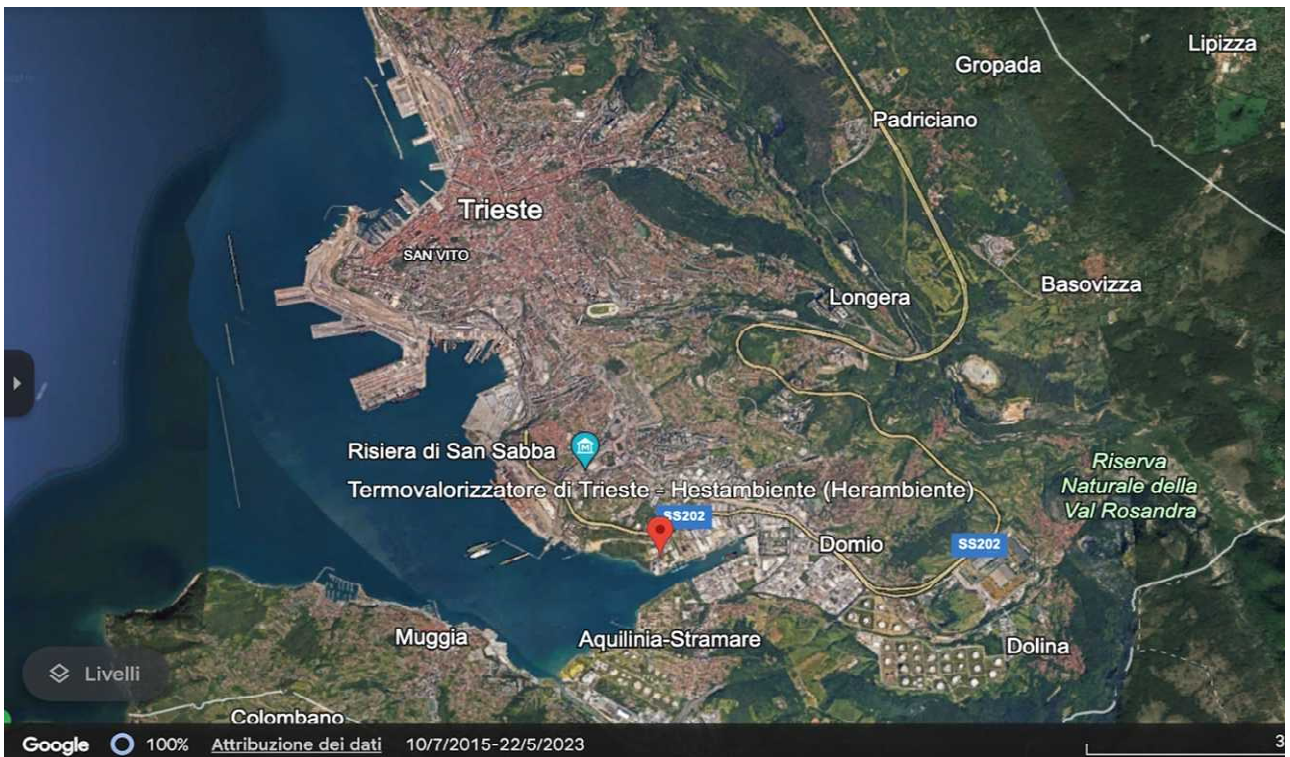 Lipizza
Gropada
Padriciano
Trieste
SAN VITO
Basovizza
Longera
Risiera di San Sabba
M
Riserva
Naturale della
Val Rosandra
Termovalorizzatore di Trieste - Hestambiente (Herambiente)
SS202
Domio
SS202
Muggia
Aquilinia-Stramare
Dolina
Livelli
Colombano
Google 100% Attribuzione dei dati 10/7/2015-22/5/2023 3